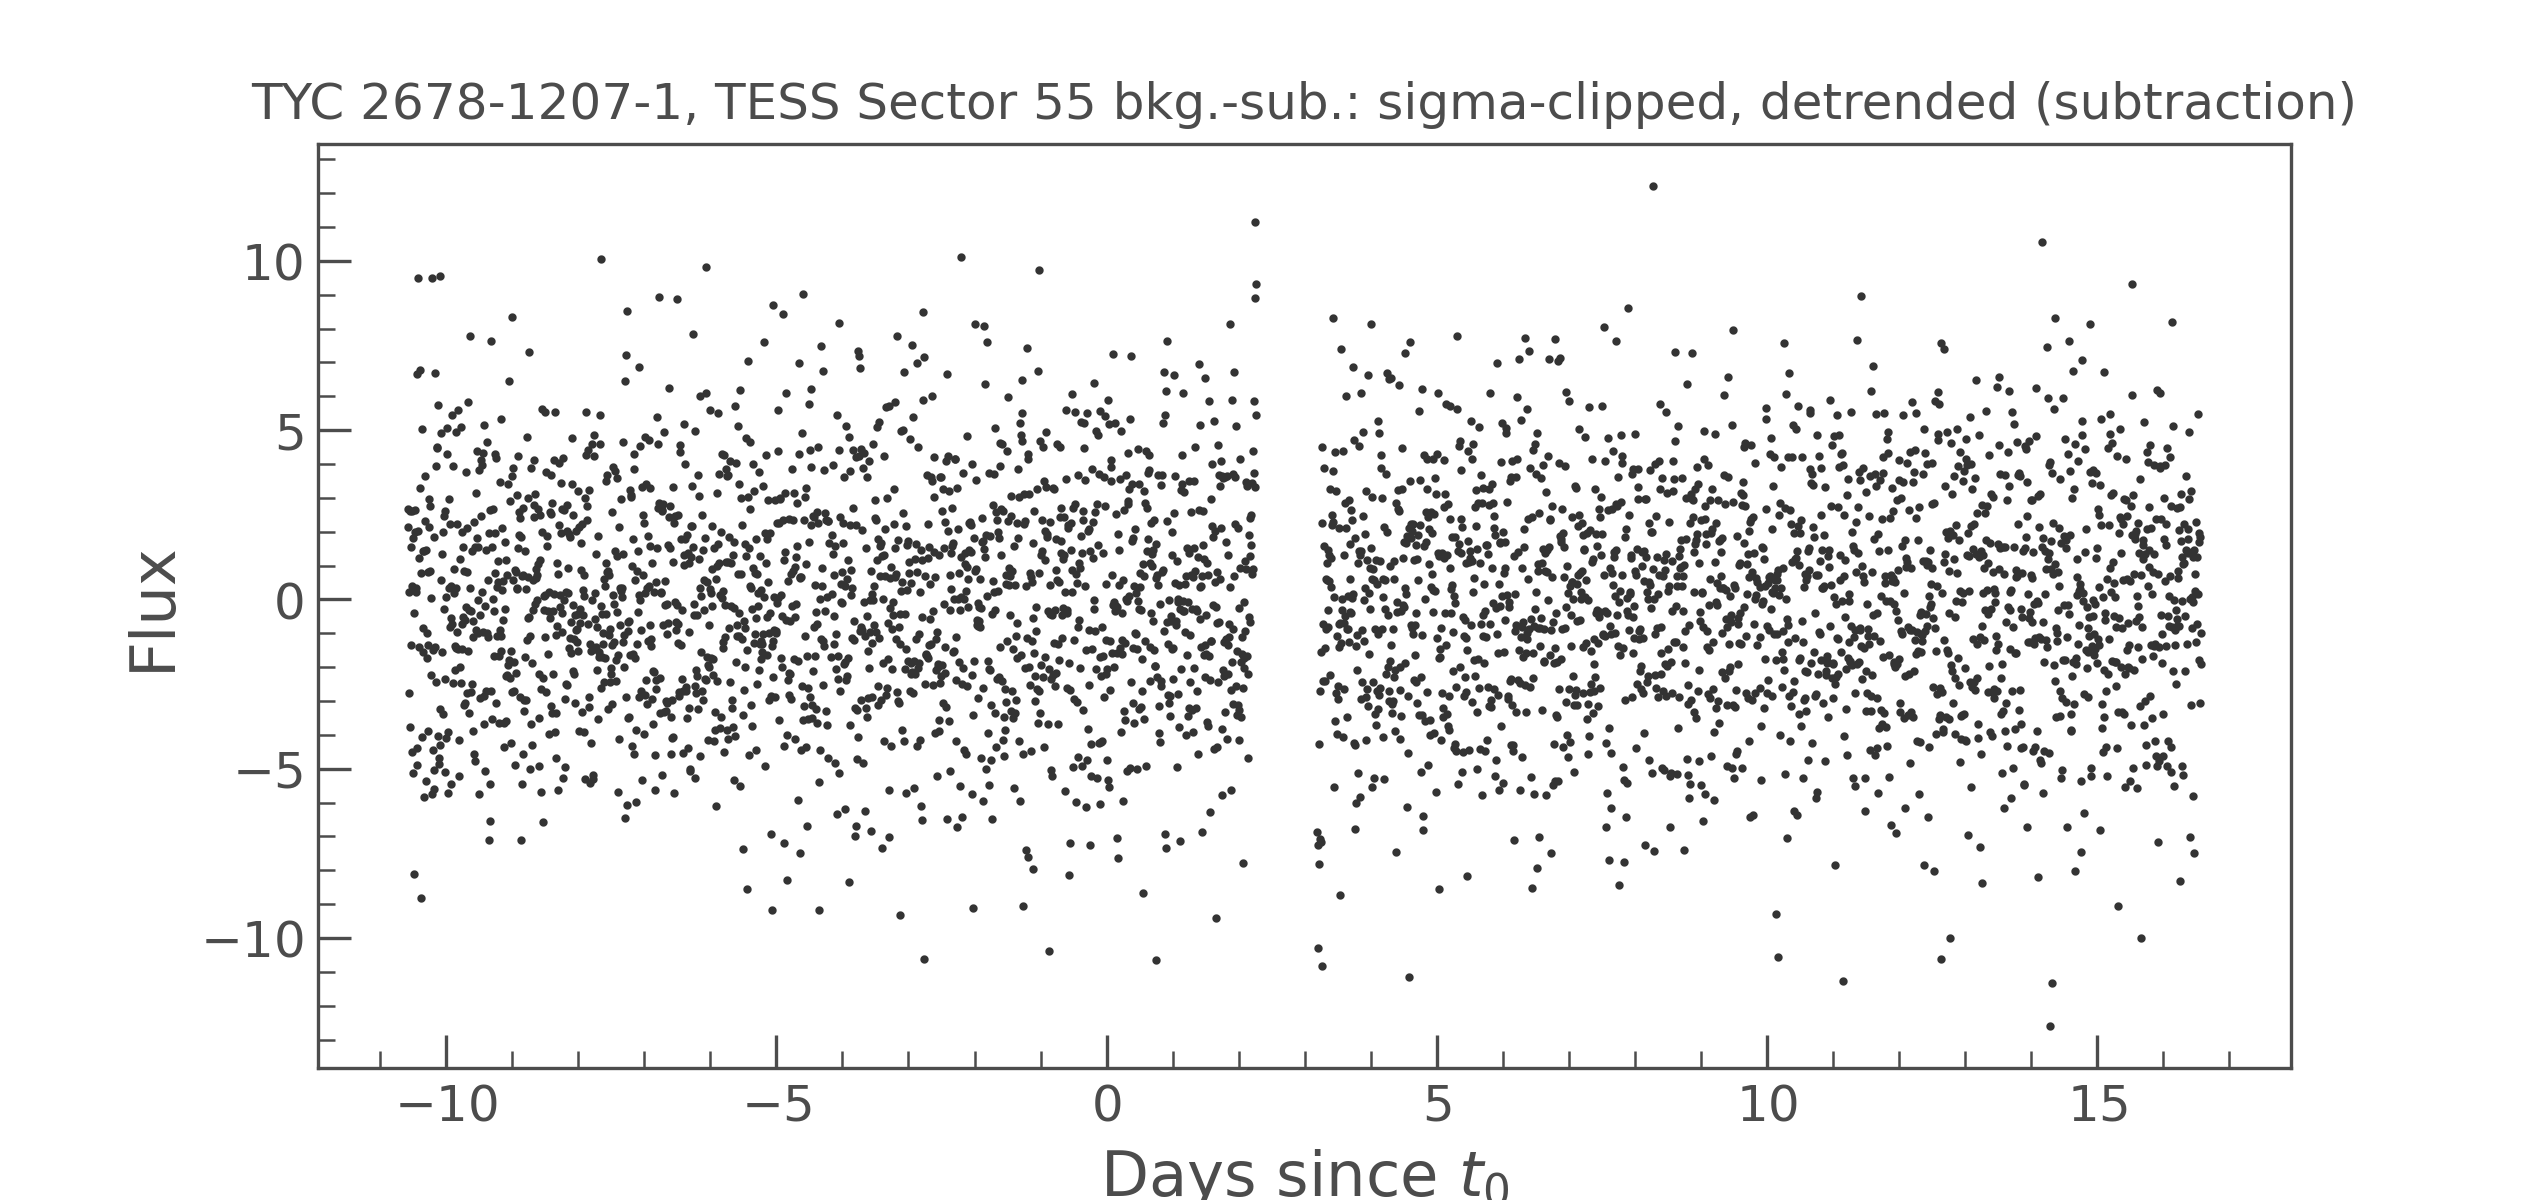 TYC 2678-1207-1, TESS Sector 55 bkg.-sub.: sigma-clipped, detrended (subtraction)
10
5
0
−5
−10
Flux
−10 −5 0 5 10 15
Days since t₀